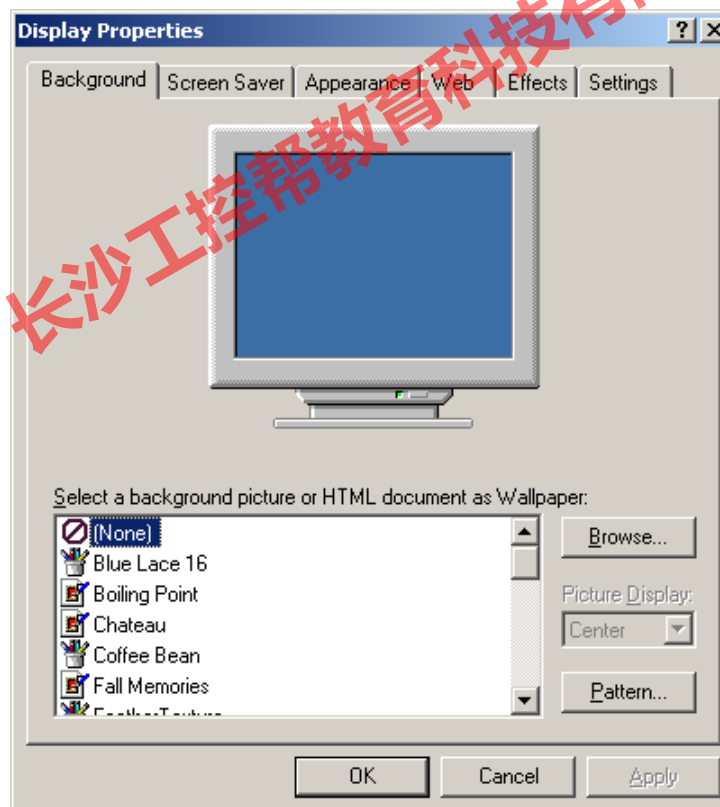 Display Properties
Background Screen Saver Appearance Web Effects Settings
长沙工控帮教育科技有
Select a background picture or HTML document as Wallpaper:
(None)
Blue Lace 16
Boiling Point
Chateau
Coffee Bean
Fall Memories
Browse...
Picture Display:
Center
Pattern...
OK Cancel Apply